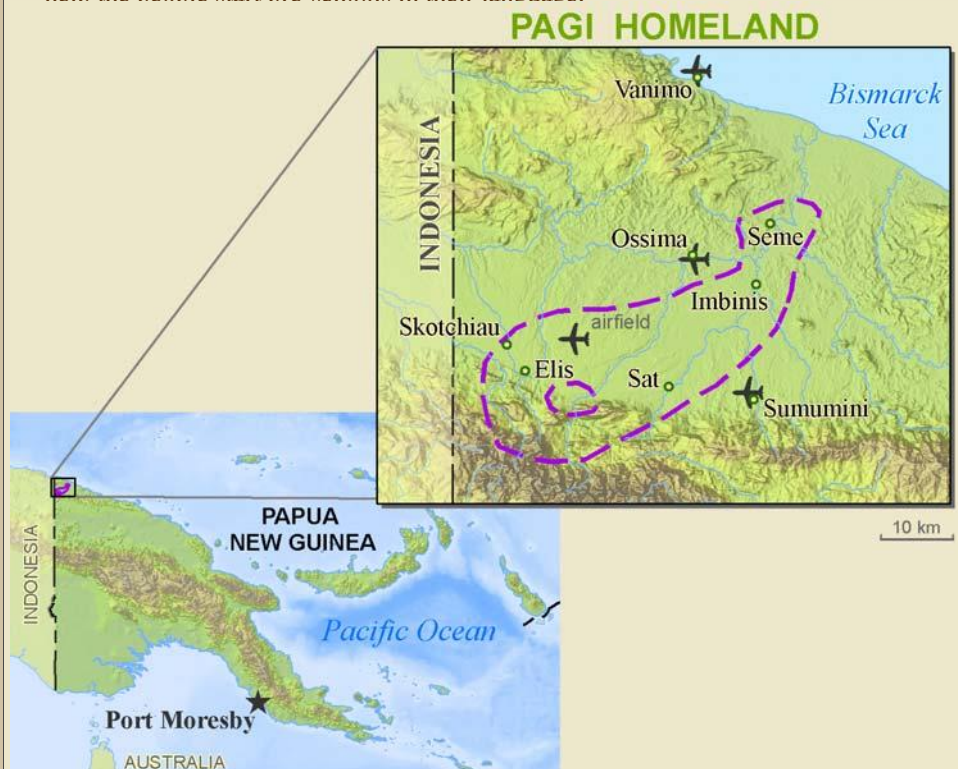 PAGI HOMELAND
Vanimo
Bismarck
Sea
INDONESIA
Ossima
Seme
Imbinis
airfield
Skotchiau
Elis
Sat
Sumumini
10 km
PAPUA
NEW GUINEA
INDONESIA
Pacific Ocean
Port Moresby
AUSTRALIA